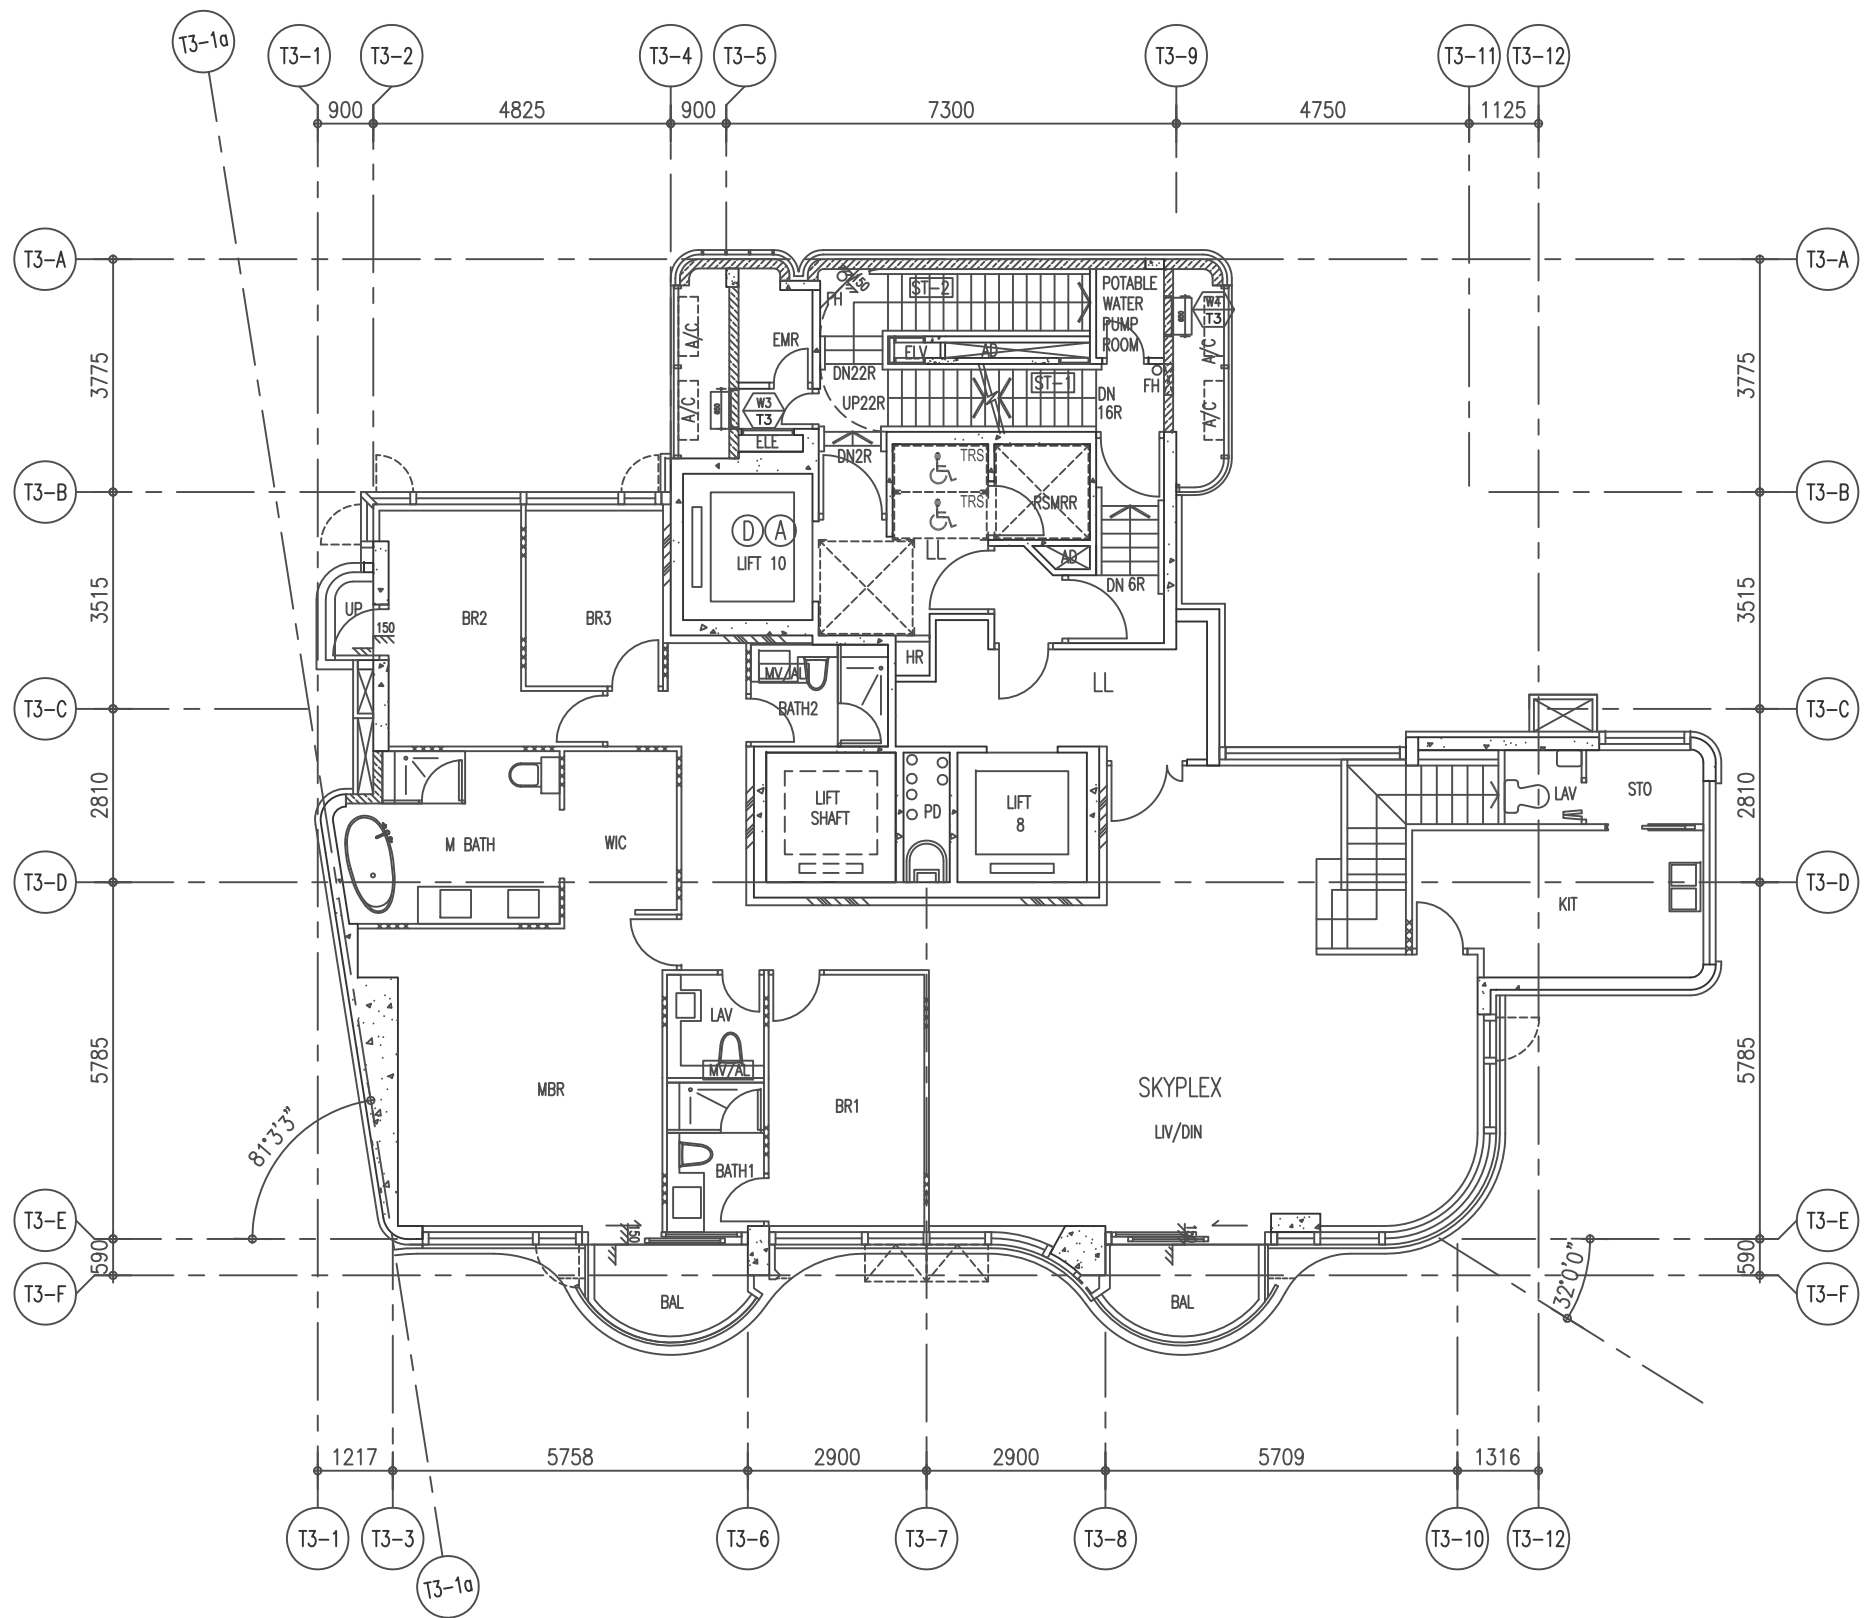 T3-1a
T3-1
T3-2
T3-4
T3-5
T3-9
T3-11
T3-12
900
4825
900
7300
4750
1125
T3-A
T3-A
3775
3775
FH
150
ST-2
POTABLE
WATER
PUMP
ROOM
W4
T3
600
A/C
A/C
EMR
ELV
AD
DN22R
ST-1
FH
UP22R
DN
16R
A/C
A/C
600
W3
T3
ELE
DN2R
TRS
T3-B
T3-B
TRS
RSMRR
D
A
LIFT 10
LL
AD
DN 6R
3515
3515
UP
150
BR2
BR3
HR
MV/AL
LL
BATH2
T3-C
T3-C
2810
2810
LIFT
SHAFT
PD
LIFT
8
LAV
STO
M BATH
WIC
T3-D
T3-D
KIT
LAV
5785
5785
MV/AL
MBR
BR1
SKYPLEX
LIV/DIN
81°3'3"
BATH1
T3-E
T3-E
150
150
590
590
32°0'0"
T3-F
T3-F
BAL
BAL
1217
5758
2900
2900
5709
1316
T3-1
T3-3
T3-6
T3-7
T3-8
T3-10
T3-12
T3-1a